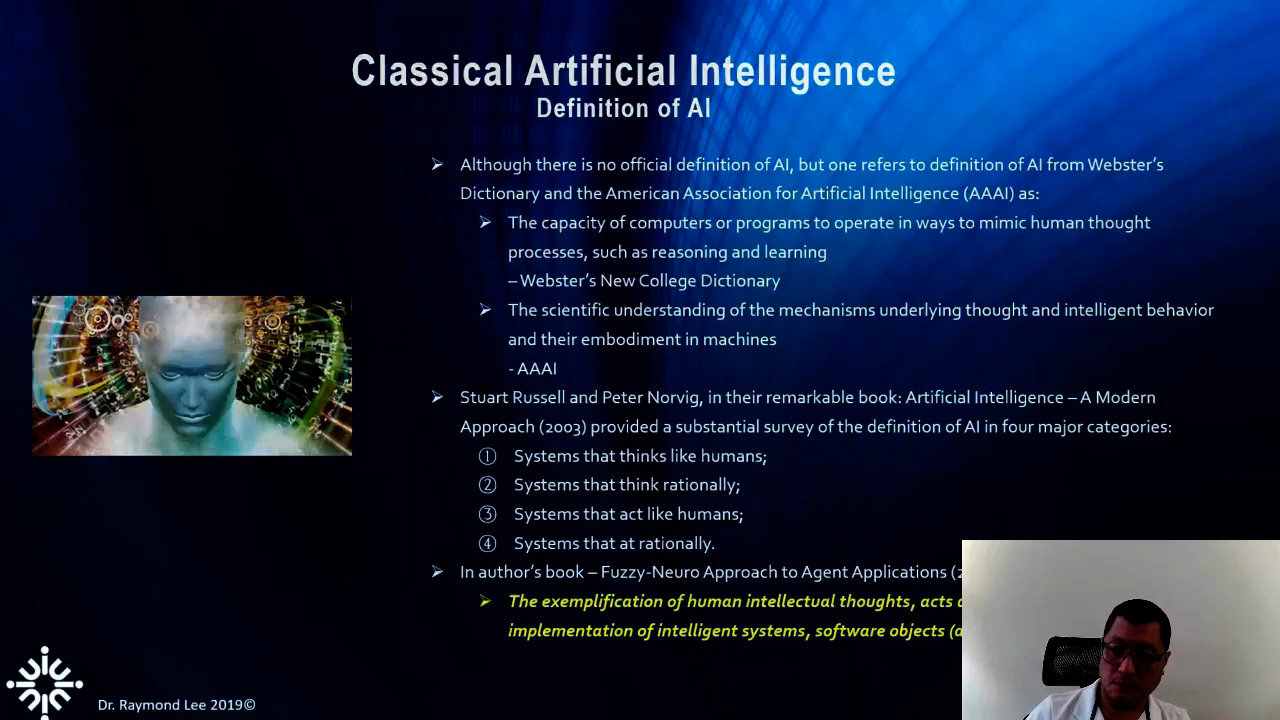 Classical Artificial Intelligence
Definition of AI
➢ Although there is no official definition of AI, but one refers to definition of AI from Webster's
Dictionary and the American Association for Artificial Intelligence (AAAI) as:
➢ The capacity of computers or programs to operate in ways to mimic human thought
processes, such as reasoning and learning
– Webster's New College Dictionary
➢ The scientific understanding of the mechanisms underlying thought and intelligent behavior
and their embodiment in machines
- AAAI
➢ Stuart Russell and Peter Norvig, in their remarkable book: Artificial Intelligence – A Modern
Approach (2003) provided a substantial survey of the definition of AI in four major categories:
① Systems that thinks like humans;
② Systems that think rationally;
③ Systems that act like humans;
④ Systems that at rationally.
➢ In author's book – Fuzzy-Neuro Approach to Agent Applications (
➢ The exemplification of human intellectual thoughts, acts
implementation of intelligent systems, software objects (
Dr. Raymond Lee 2019©